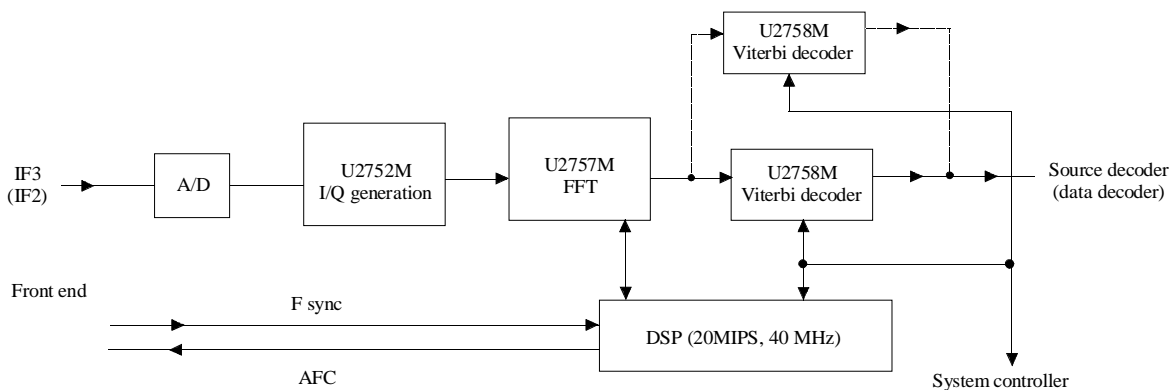 U2758M
Viterbi decoder
IF3
(IF2)
A/D
U2752M
I/Q generation
U2757M
FFT
U2758M
Viterbi decoder
Source decoder
(data decoder)
Front end
F sync
AFC
DSP (20MIPS, 40 MHz)
System controller